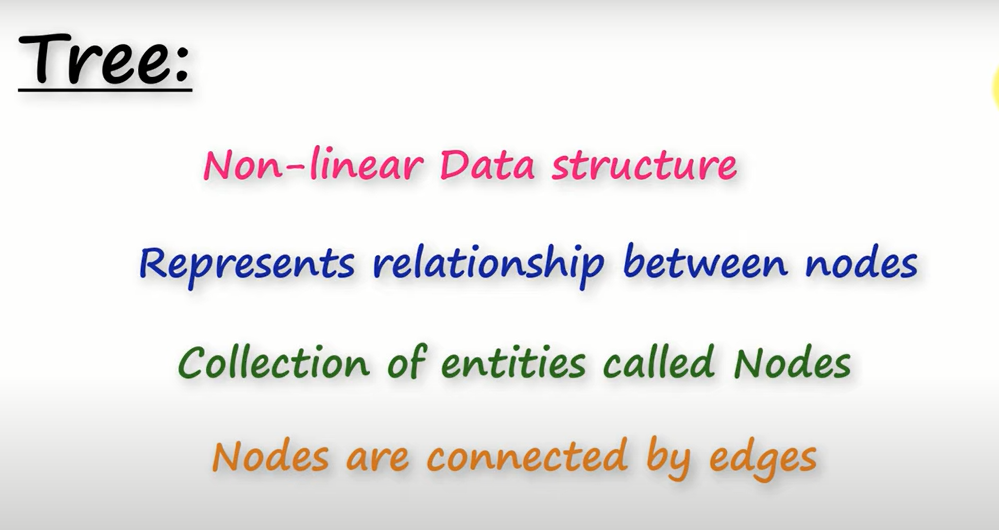 Tree:
Non-linear Data structure
Represents relationship between nodes
Collection of entities called Nodes
Nodes are connected by edges